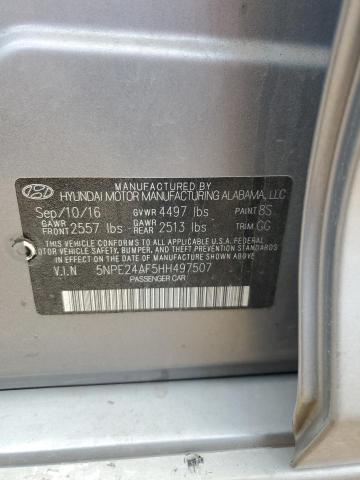 MANUFACTURED BY
HYUNDAI MOTOR MANUFACTURING ALABAMA, LLC
Sep/10/16 GVWR 4497 lbs PAINT 8S
GAWR FRONT 2557 lbs GAWR REAR 2513 lbs TRIM GG
THIS VEHICLE CONFORMS TO ALL APPLICABLE U.S.A. FEDERAL
MOTOR VEHICLE SAFETY, BUMPER, AND THEFT PREVENTION STANDARDS
IN EFFECT ON THE DATE OF MANUFACTURE SHOWN ABOVE.
V.I.N 5NPE24AF5HH497507
PASSENGER CAR